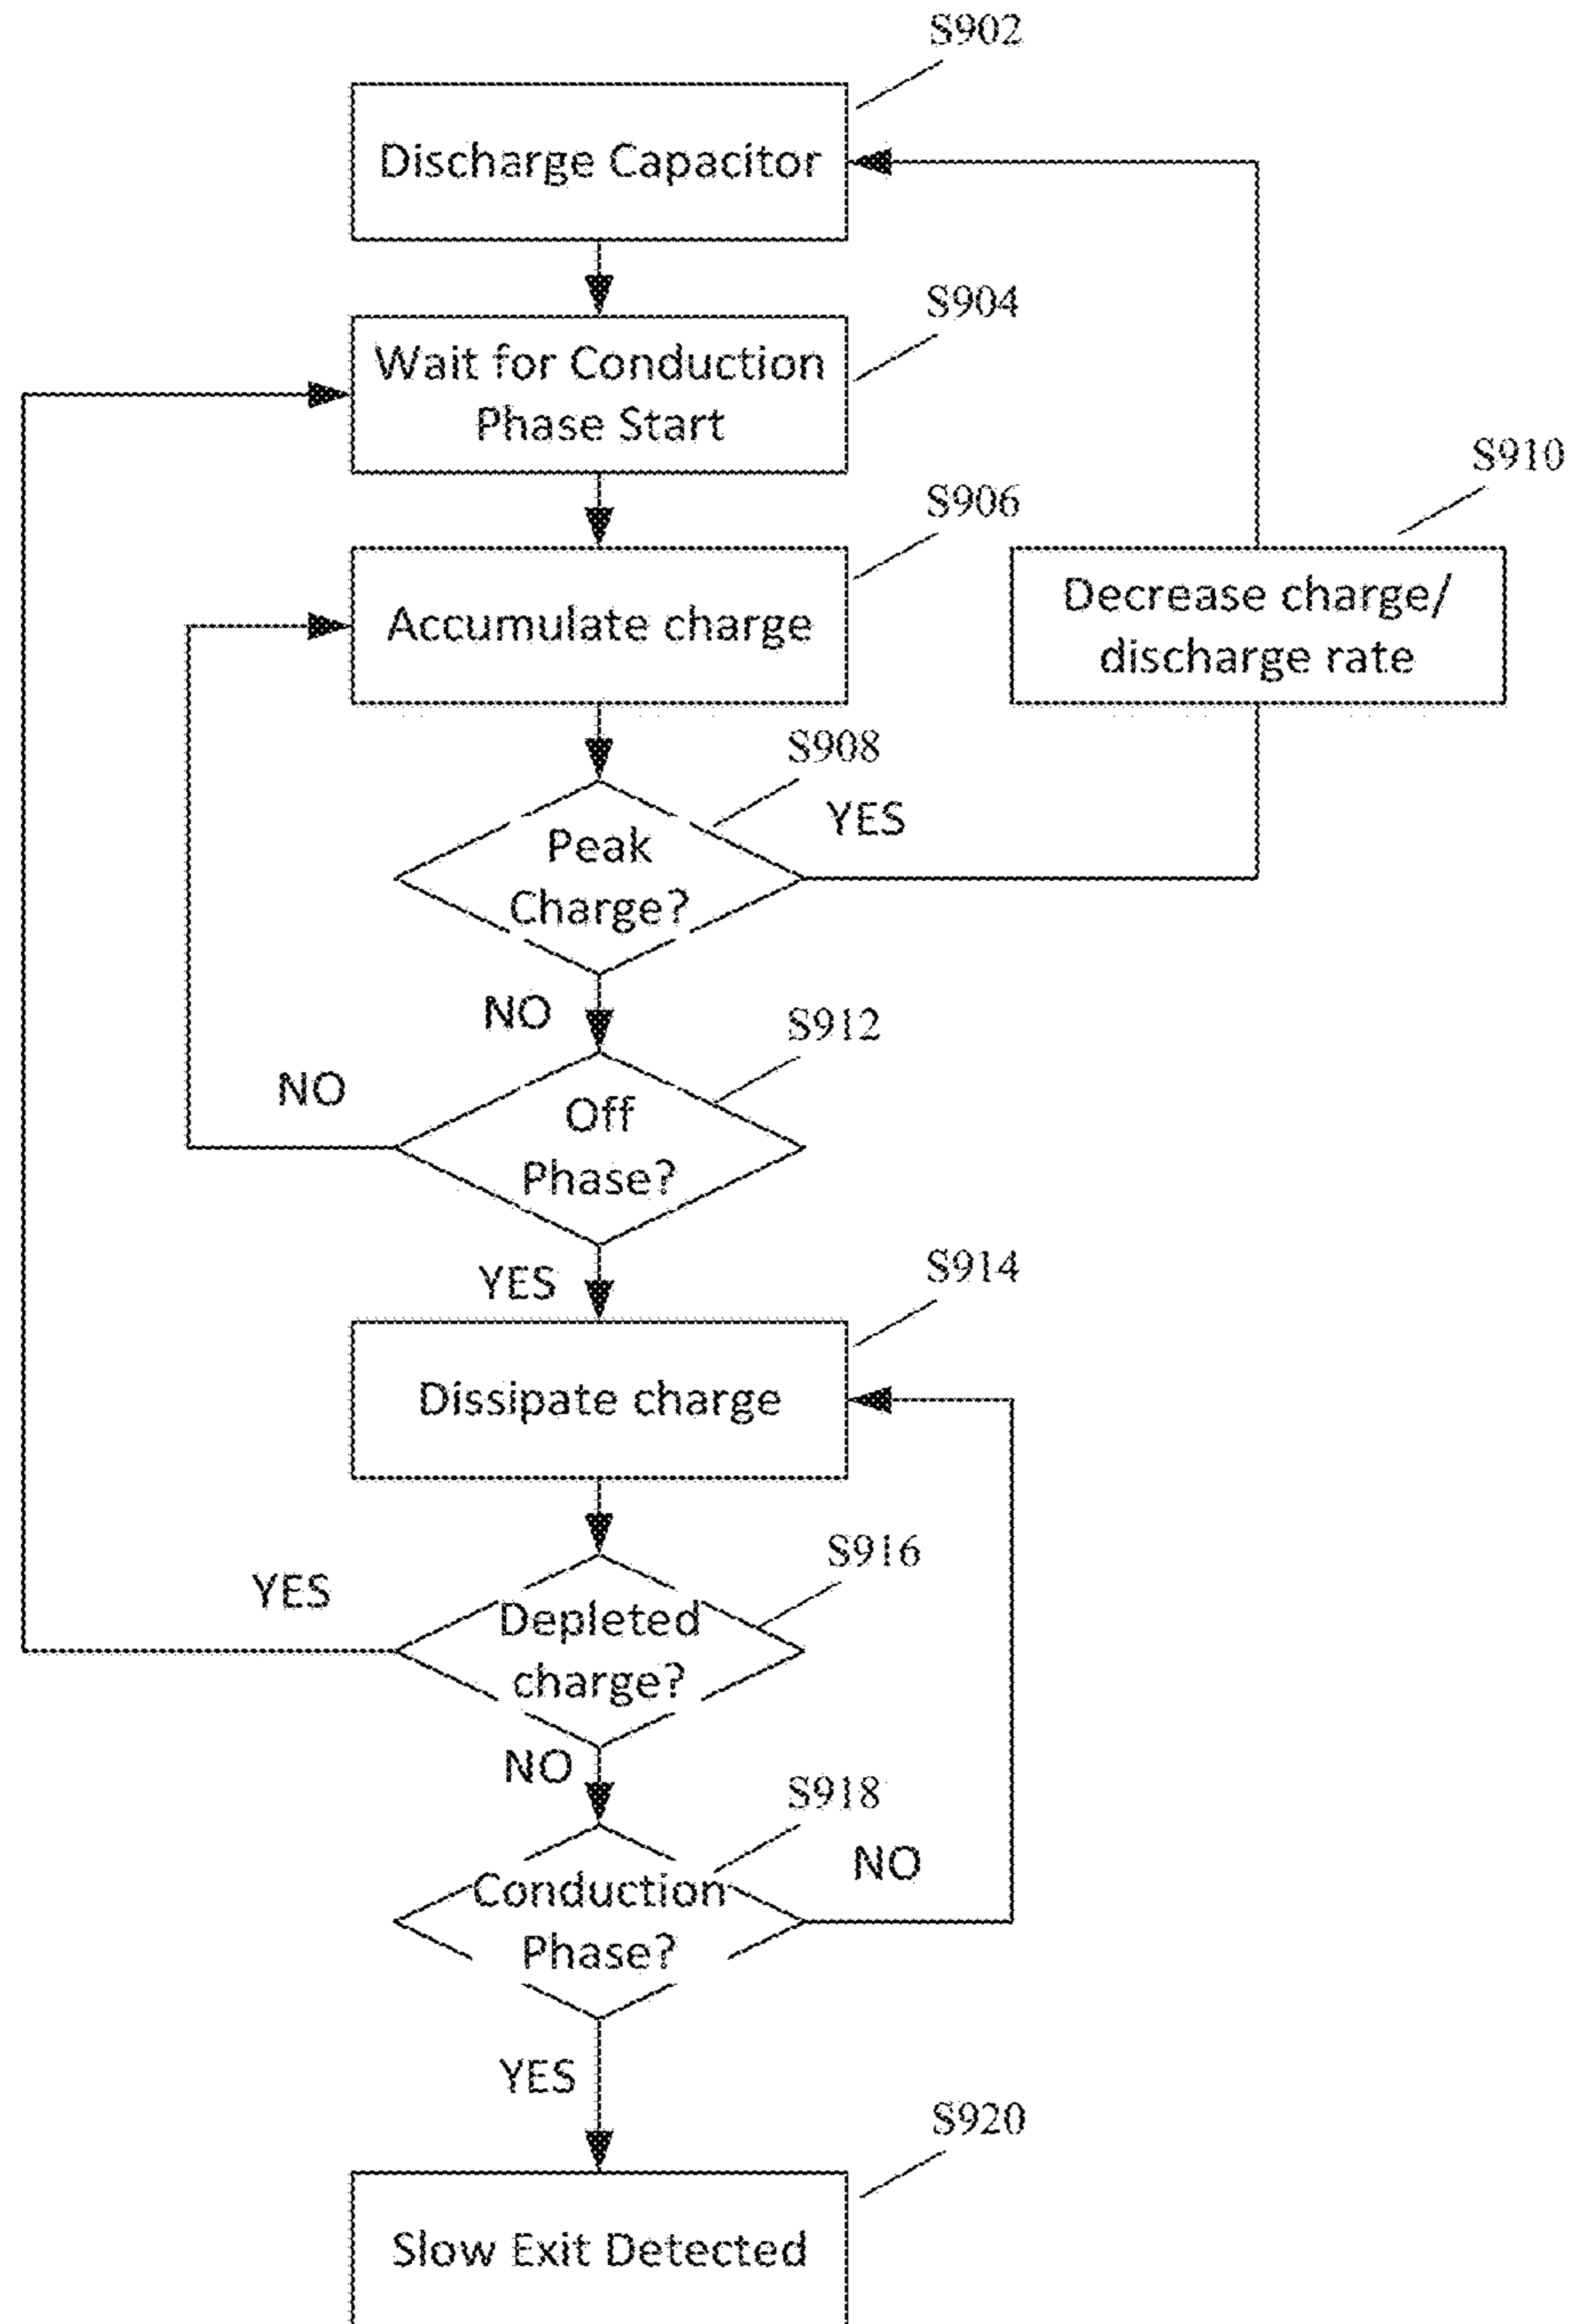 S902
Discharge Capacitor
S904
Wait for Conduction
Phase Start
S910
S906
Accumulate charge
Decrease charge/
discharge rate
S908
YES
Peak
Charge?
NO
S912
NO
Off
Phase?
YES
S914
Dissipate charge
S916
YES
Depleted
charge?
NO
S918
NO
Conduction
Phase?
YES
S920
Slow Exit Detected